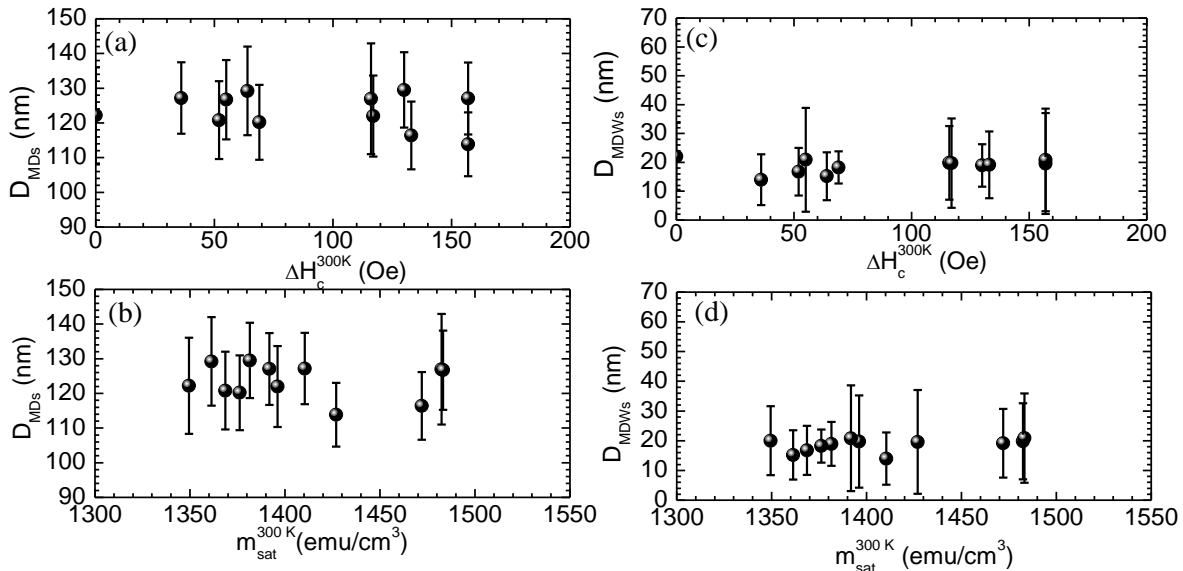 (a)
150
140
130
120
110
100
90
D_MDs (nm)
0 50 100 150 200
ΔH_c^300K (Oe)
(b)
150
140
130
120
110
100
90
D_MDs (nm)
1300 1350 1400 1450 1500 1550
m_sat^300 K (emu/cm³)
(c)
70
60
50
40
30
20
10
0
D_MDWs (nm)
0 50 100 150 200
ΔH_c^300K (Oe)
(d)
70
60
50
40
30
20
10
0
D_MDWs (nm)
1300 1350 1400 1450 1500 1550
m_sat^300 K (emu/cm³)